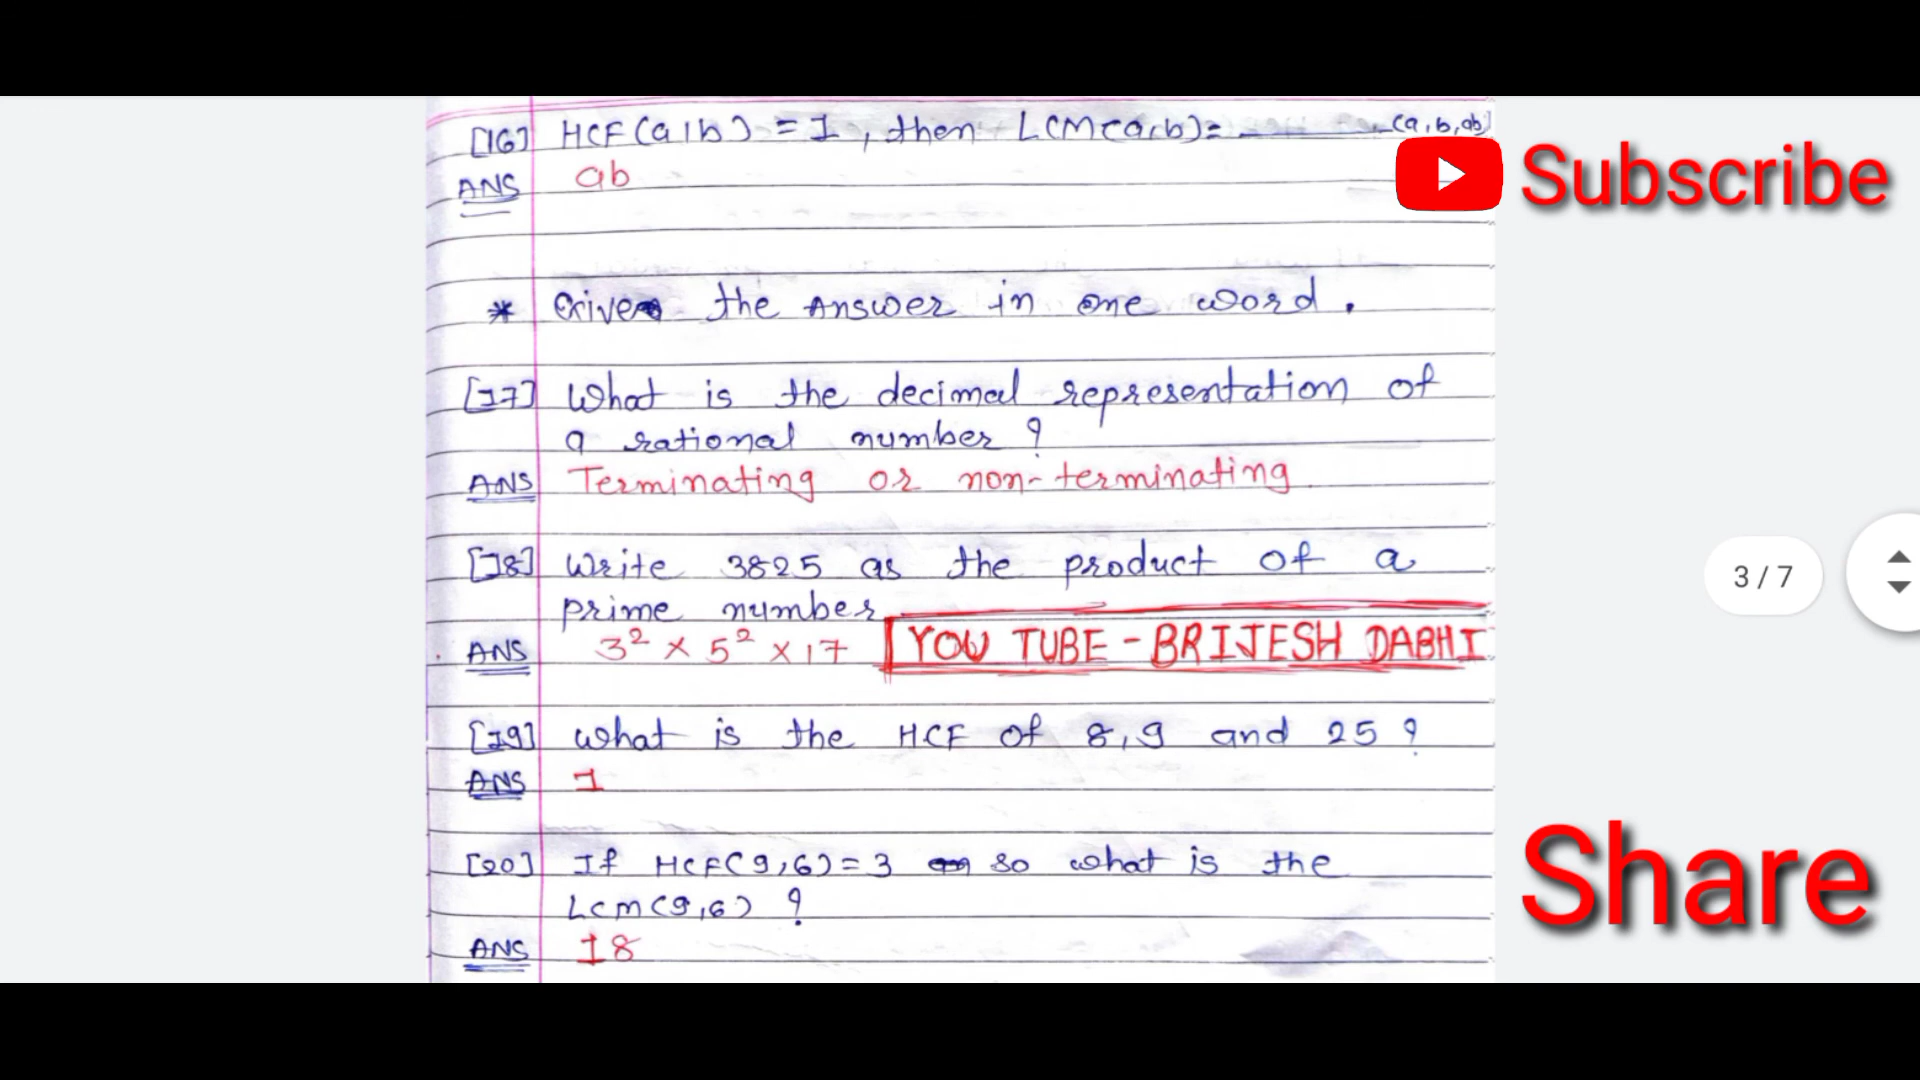 [16] HCF(a,b) = 1, then LCM(a,b)= ________ (a,b,ab)
ANS ab
* Give the Answer in one word.
[17] What is the decimal representation of
a rational number ?
ANS Terminating or non-terminating
[18] Write 3825 as the product of a
prime number
ANS 3² × 5² × 17
YOU TUBE - BRIJESH DABHI
[19] what is the HCF of 8,9 and 25 ?
ANS 1
[20] If HCF(9,6)=3 so what is the
LCM(9,6) ?
ANS 18
Subscribe
3 / 7
Share